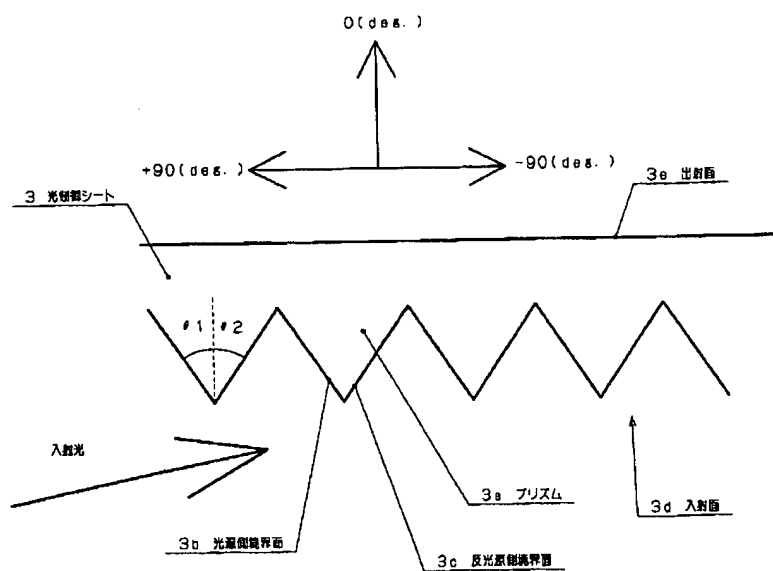 0(deg.)
+90(deg.)
-90(deg.)
3e 出射面
3 光制御シート
θ1 θ2
入射光
3a プリズム
3d 入射面
3b 光源側境界面
3c 反光源側境界面